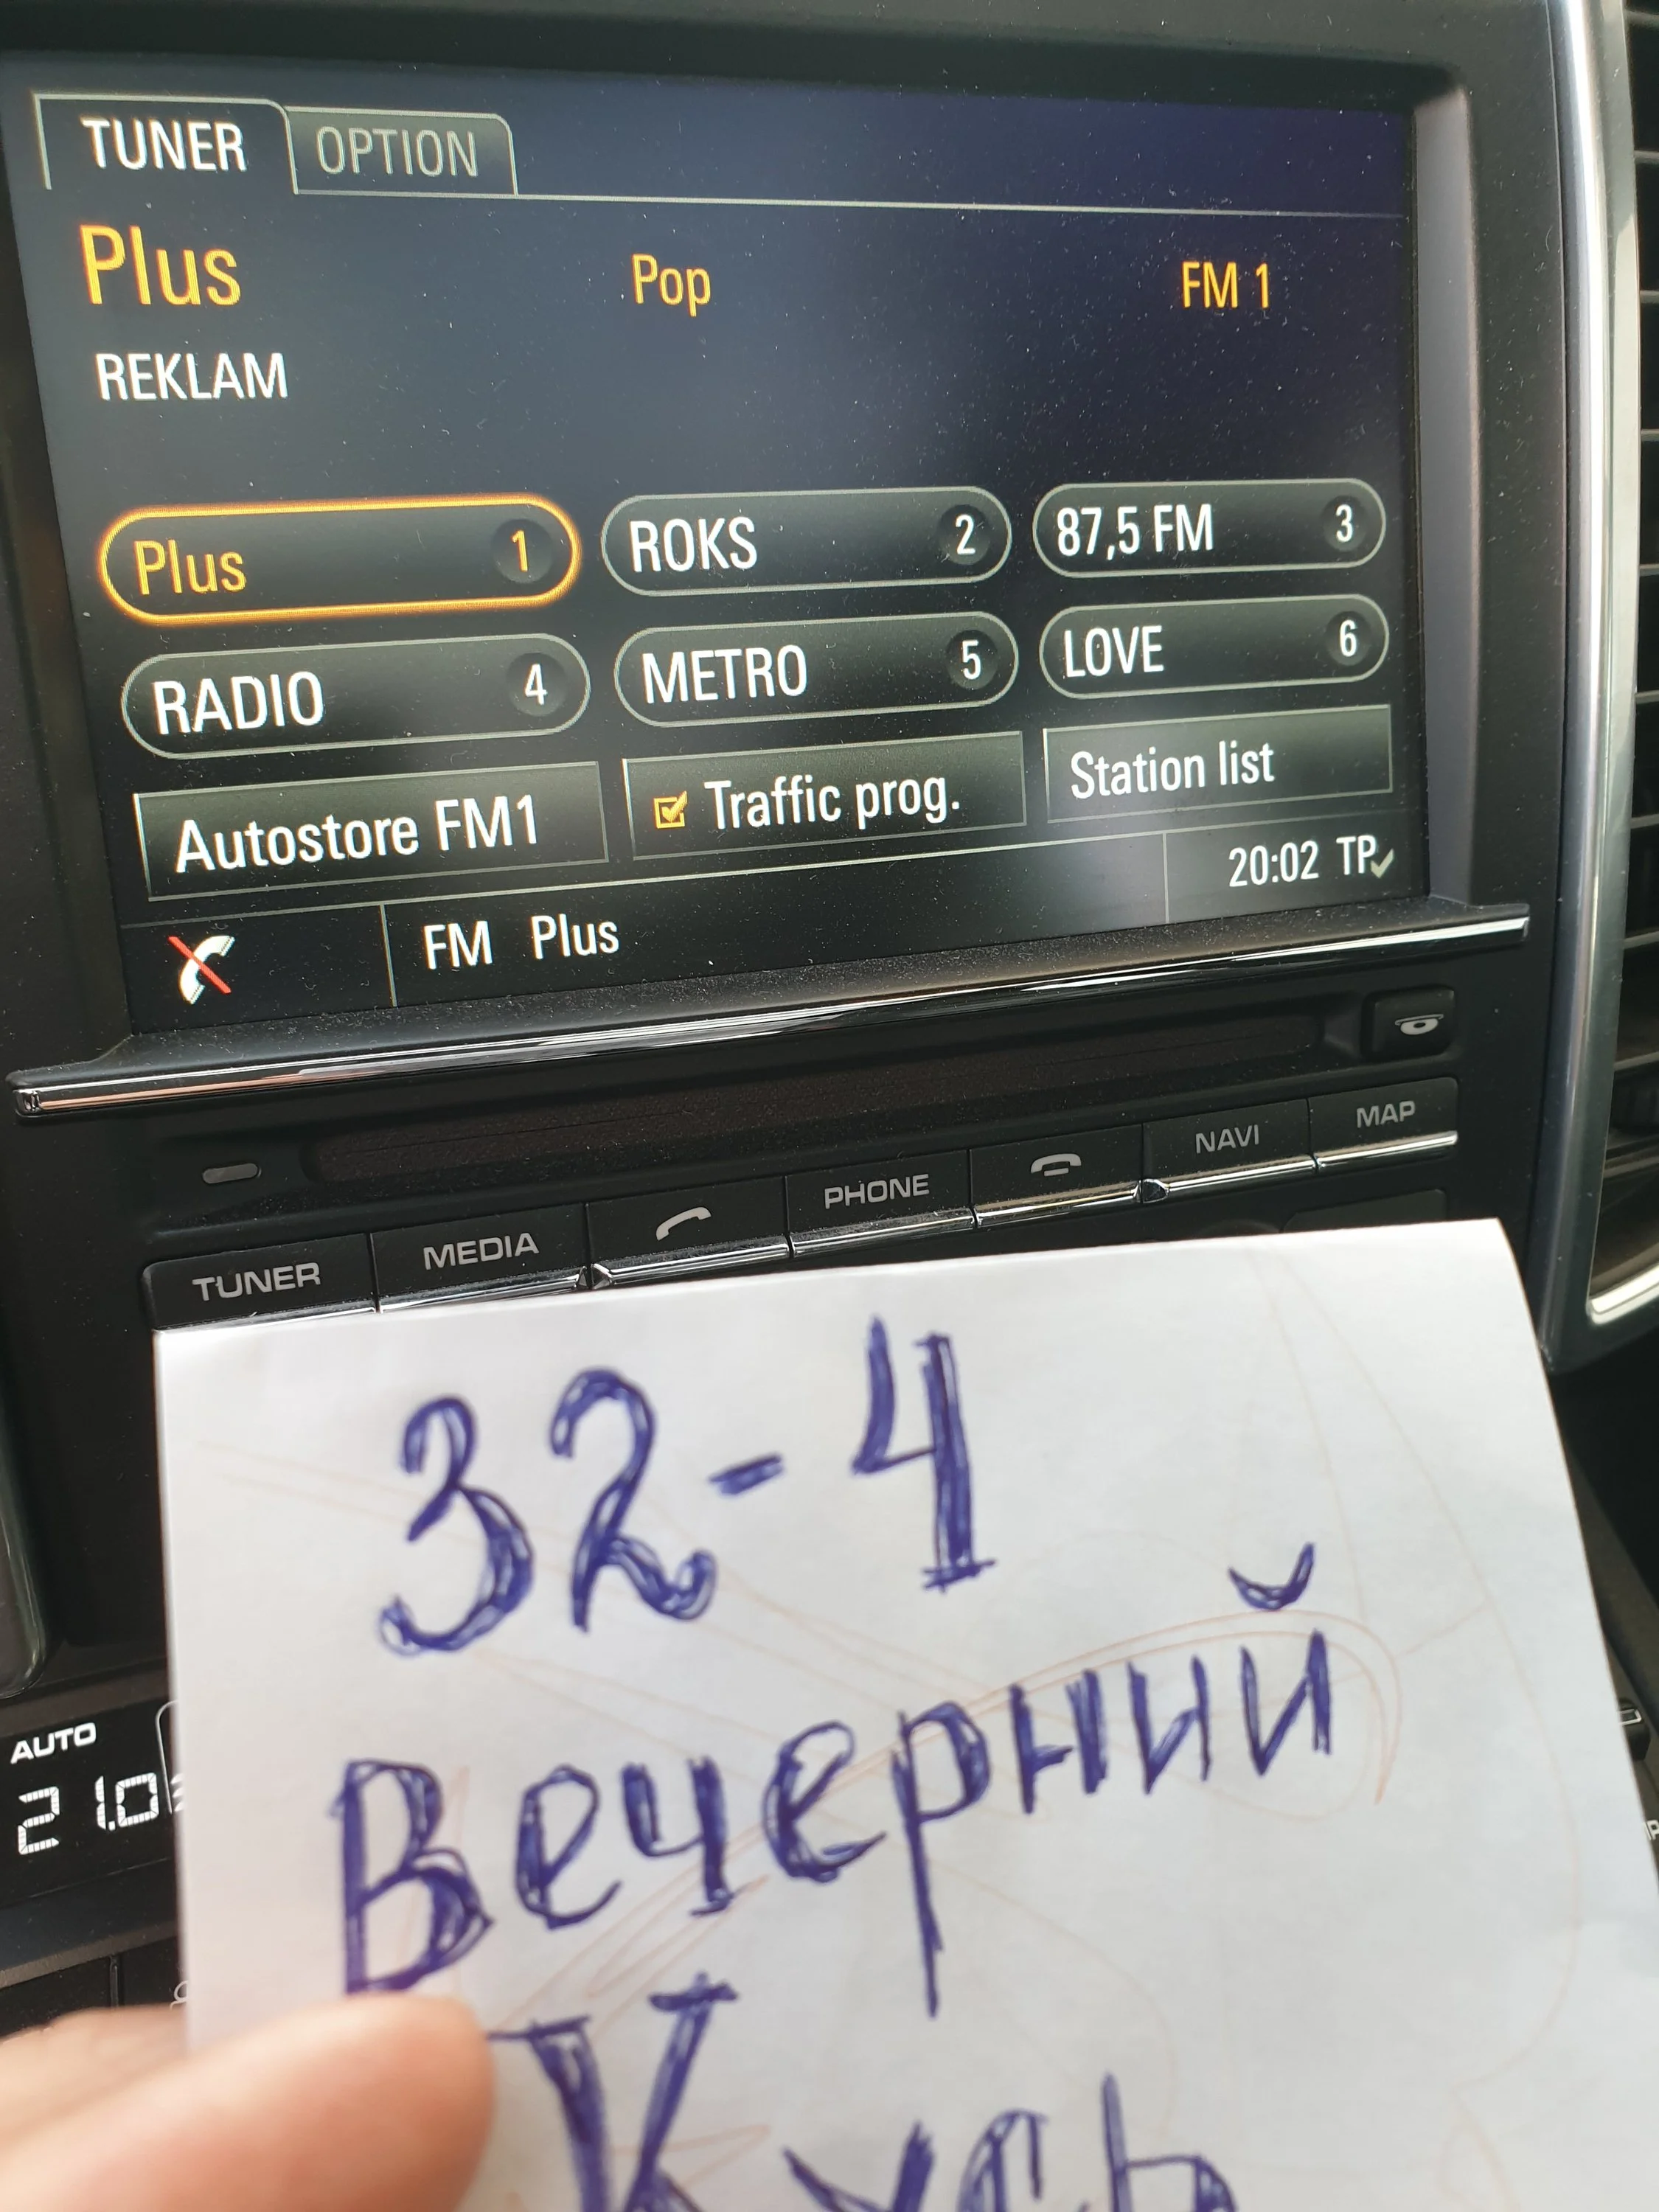 TUNER OPTION
Plus Pop FM 1
REKLAM
Plus 1 ROKS 2 87,5 FM 3
RADIO 4 METRO 5 LOVE 6
Autostore FM1 Traffic prog. Station list
20:02 TP
FM Plus
TUNER MEDIA PHONE NAVI MAP
32-4
Вечерний
AUTO
21.0